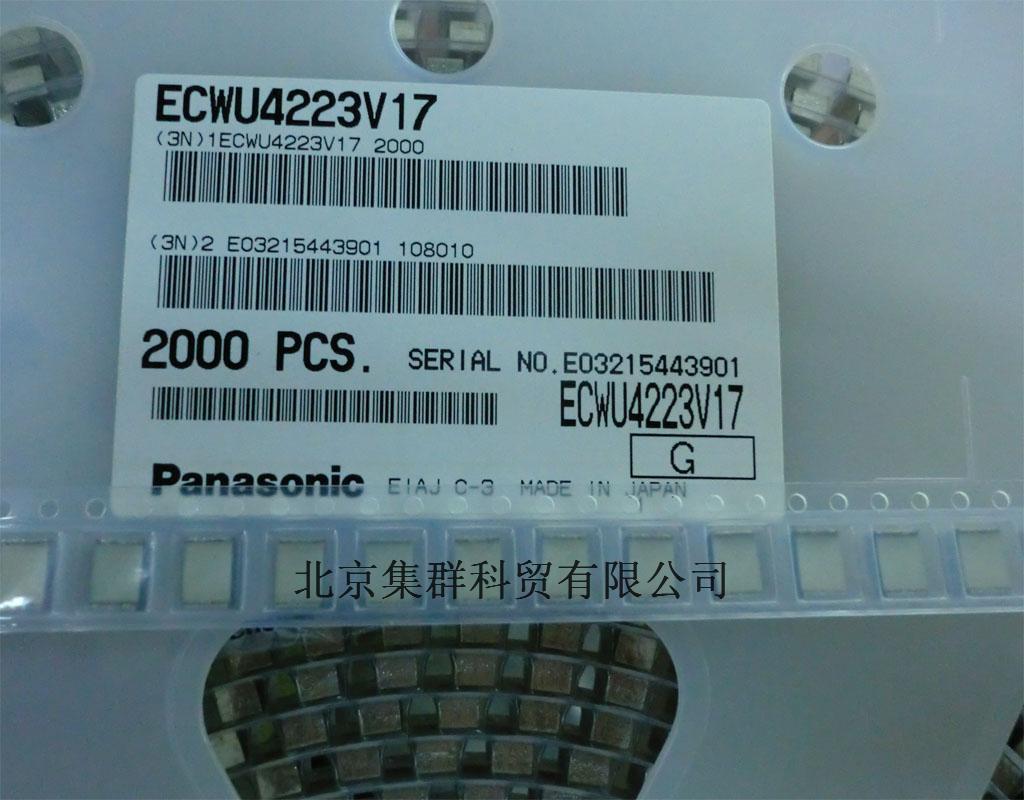 ECWU4223V17
(3N)1ECWU4223V17 2000
(3N)2 E03215443901 108010
2000 PCS. SERIAL NO.E03215443901
ECWU4223V17
G
Panasonic EIAJ C-3 MADE IN JAPAN
北京集群科贸有限公司